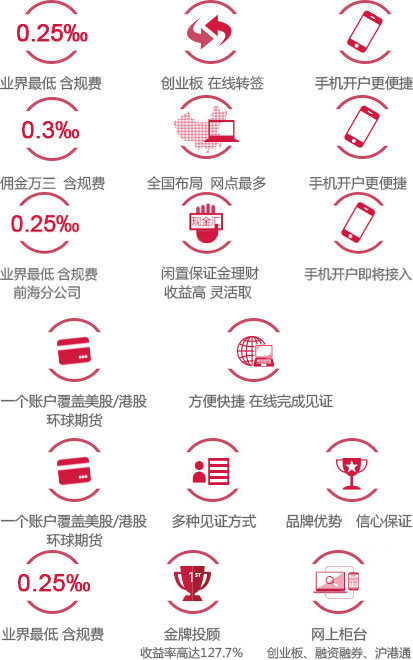 0.25‰
业界最低 含规费
创业板 在线转签
手机开户更便捷
0.3‰
佣金万三 含规费
全国布局 网点最多
手机开户更便捷
0.25‰
现金汇
业界最低 含规费
前海分公司
闲置保证金理财
收益高 灵活取
手机开户即将接入
一个账户覆盖美股/港股
环球期货
方便快捷 在线完成见证
一个账户覆盖美股/港股
环球期货
多种见证方式
品牌优势 信心保证
0.25‰
1ST
业界最低 含规费
金牌投顾
收益率高达127.7%
网上柜台
创业板、融资融券、沪港通